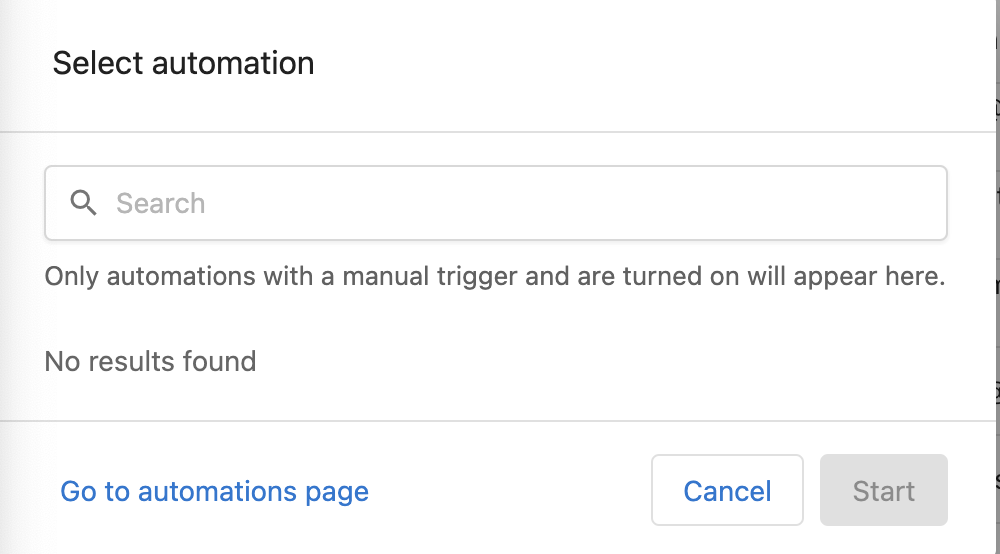 Select automation
Search
Only automations with a manual trigger and are turned on will appear here.
No results found
Go to automations page
Cancel
Start